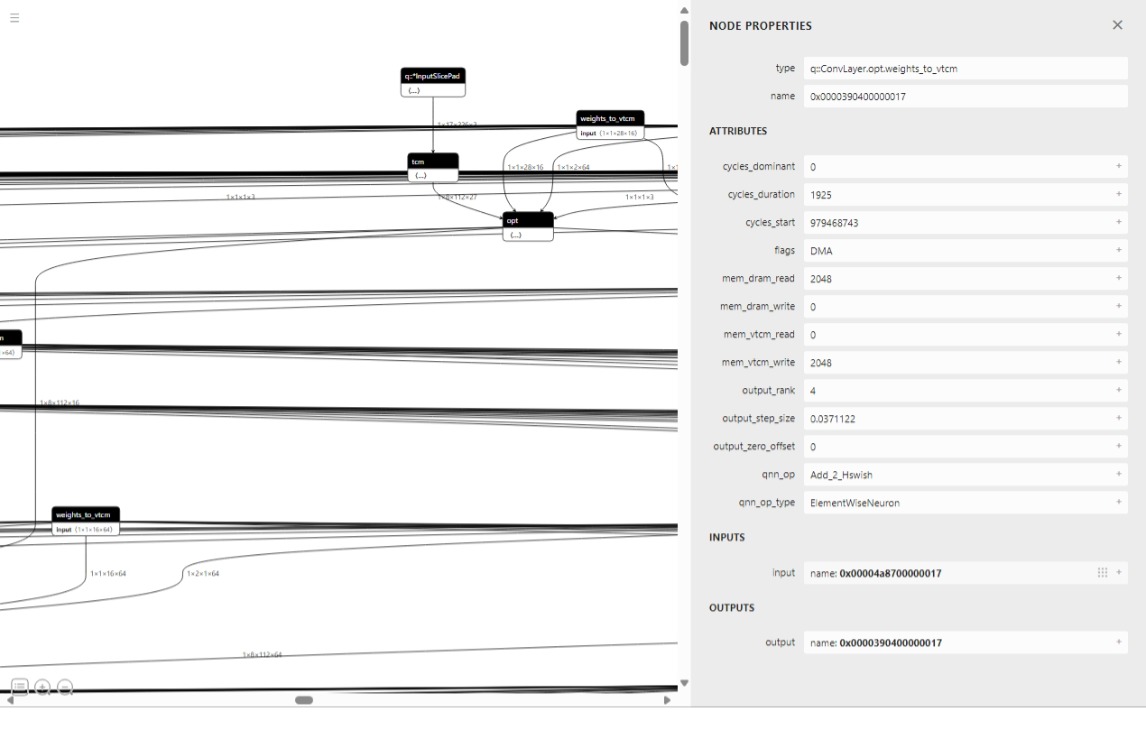 q::*InputSlicePad
{...}
1×17×226×3
weights_to_vtcm
input (1×1×28×16)
tcm
{...}
1×1×28×16
1×1×2×64
1×1×1×3
1×8×112×27
1×1×1×3
opt
{...}
×64)
1×8×112×16
weights_to_vtcm
input (1×1×16×64)
1×1×16×64
1×2×1×64
1×8×112×64
NODE PROPERTIES
type q::ConvLayer.opt.weights_to_vtcm
name 0x0000390400000017
ATTRIBUTES
cycles_dominant 0 +
cycles_duration 1925 +
cycles_start 979468743 +
flags DMA +
mem_dram_read 2048 +
mem_dram_write 0 +
mem_vtcm_read 0 +
mem_vtcm_write 2048 +
output_rank 4 +
output_step_size 0.0371122 +
output_zero_offset 0 +
qnn_op Add_2_Hswish +
qnn_op_type ElementWiseNeuron +
INPUTS
input name: 0x00004a8700000017 +
OUTPUTS
output name: 0x0000390400000017 +